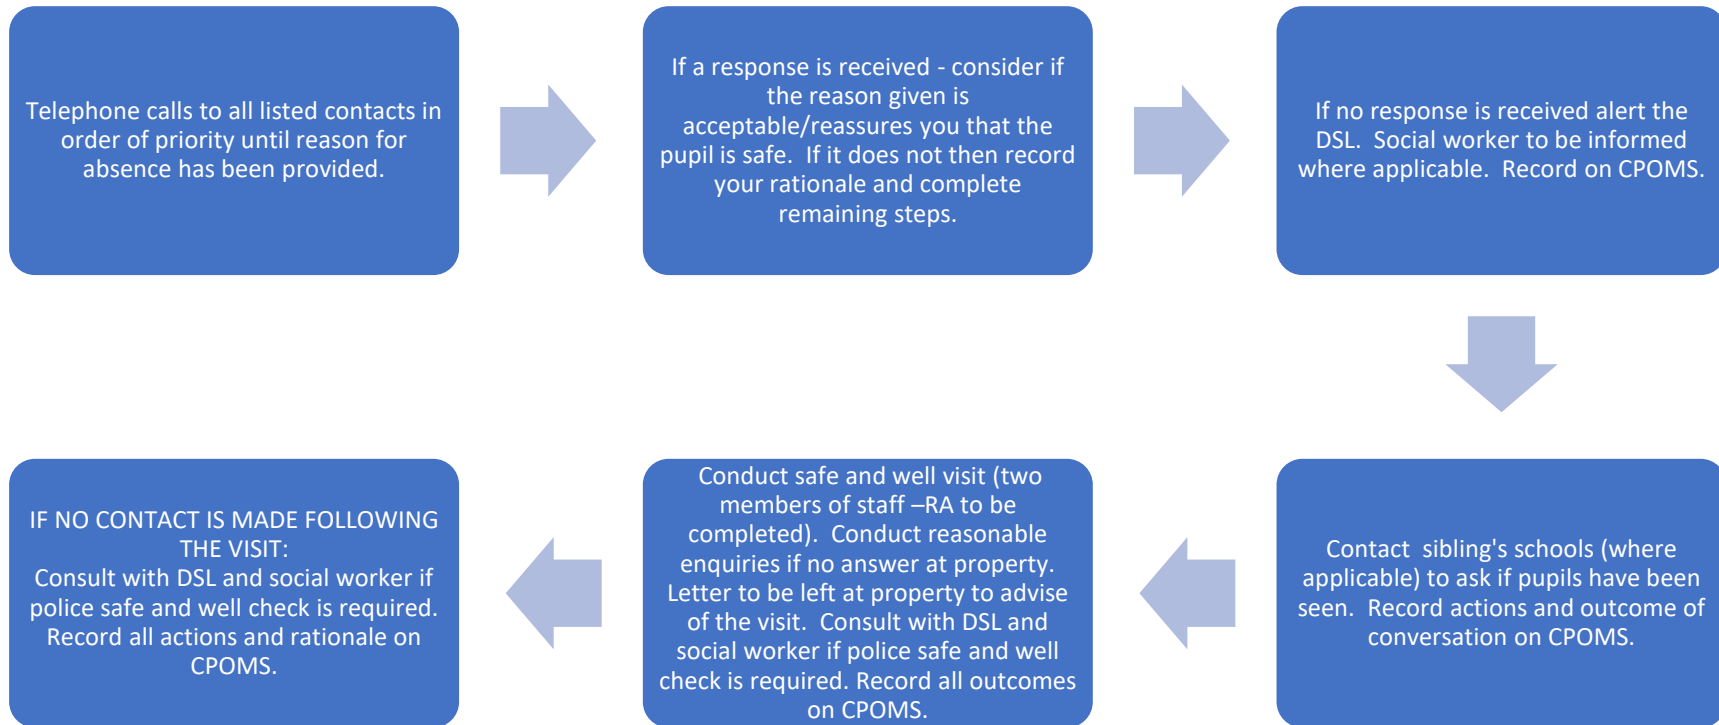 Telephone calls to all listed contacts in
order of priority until reason for
absence has been provided.
If a response is received - consider if
the reason given is
acceptable/reassures you that the
pupil is safe.  If it does not then record
your rationale and complete
remaining steps.
If no response is received alert the
DSL.  Social worker to be informed
where applicable.  Record on CPOMS.
Contact  sibling's schools (where
applicable) to ask if pupils have been
seen.  Record actions and outcome of
conversation on CPOMS.
Conduct safe and well visit (two
members of staff –RA to be
completed).  Conduct reasonable
enquiries if no answer at property.
Letter to be left at property to advise
of the visit.  Consult with DSL and
social worker if police safe and well
check is required. Record all outcomes
on CPOMS.
IF NO CONTACT IS MADE FOLLOWING
THE VISIT:
Consult with DSL and social worker if
police safe and well check is required.
Record all actions and rationale on
CPOMS.